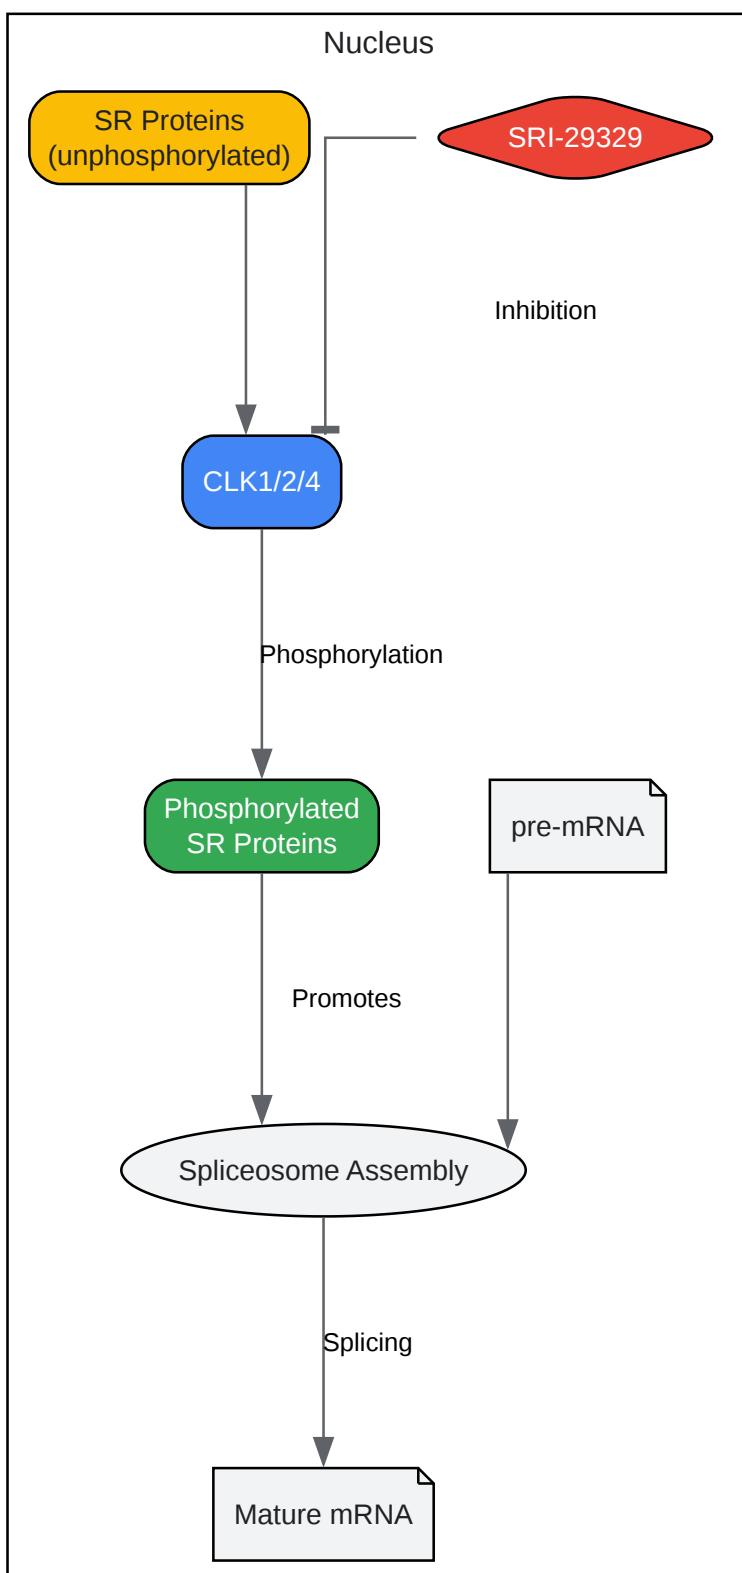 Nucleus
SR Proteins
(unphosphorylated)
SRI-29329
Inhibition
CLK1/2/4
Phosphorylation
Phosphorylated
SR Proteins
pre-mRNA
Promotes
Spliceosome Assembly
Splicing
Mature mRNA